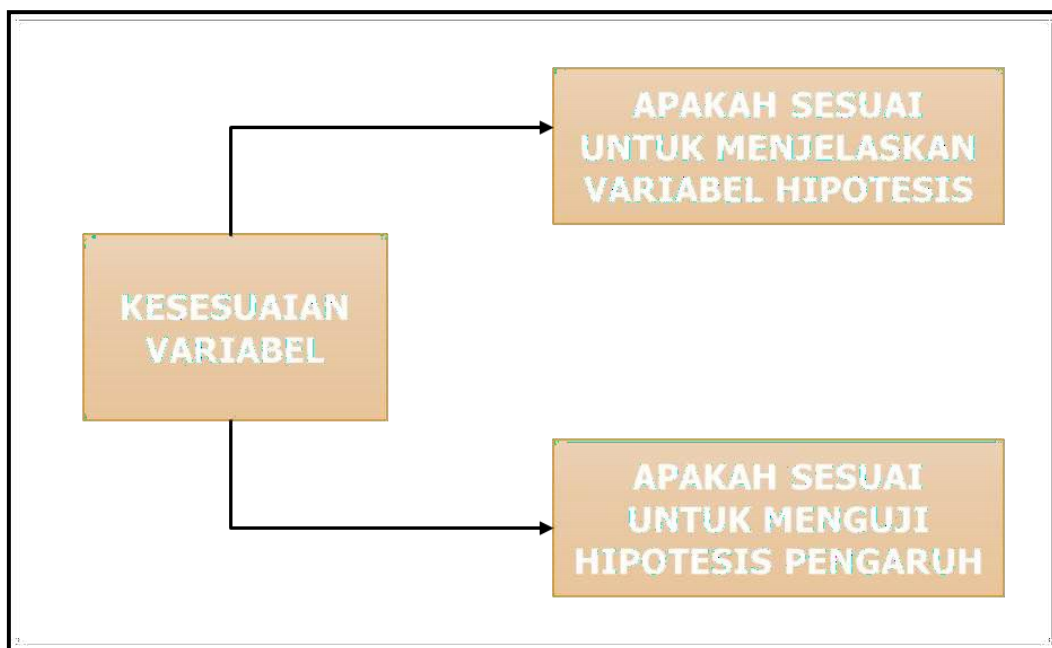 APAKAH SESUAI
UNTUK MENJELASKAN
VARIABEL HIPOTESIS
KESESUAIAN
VARIABEL
APAKAH SESUAI
UNTUK MENGUJI
HIPOTESIS PENGARUH